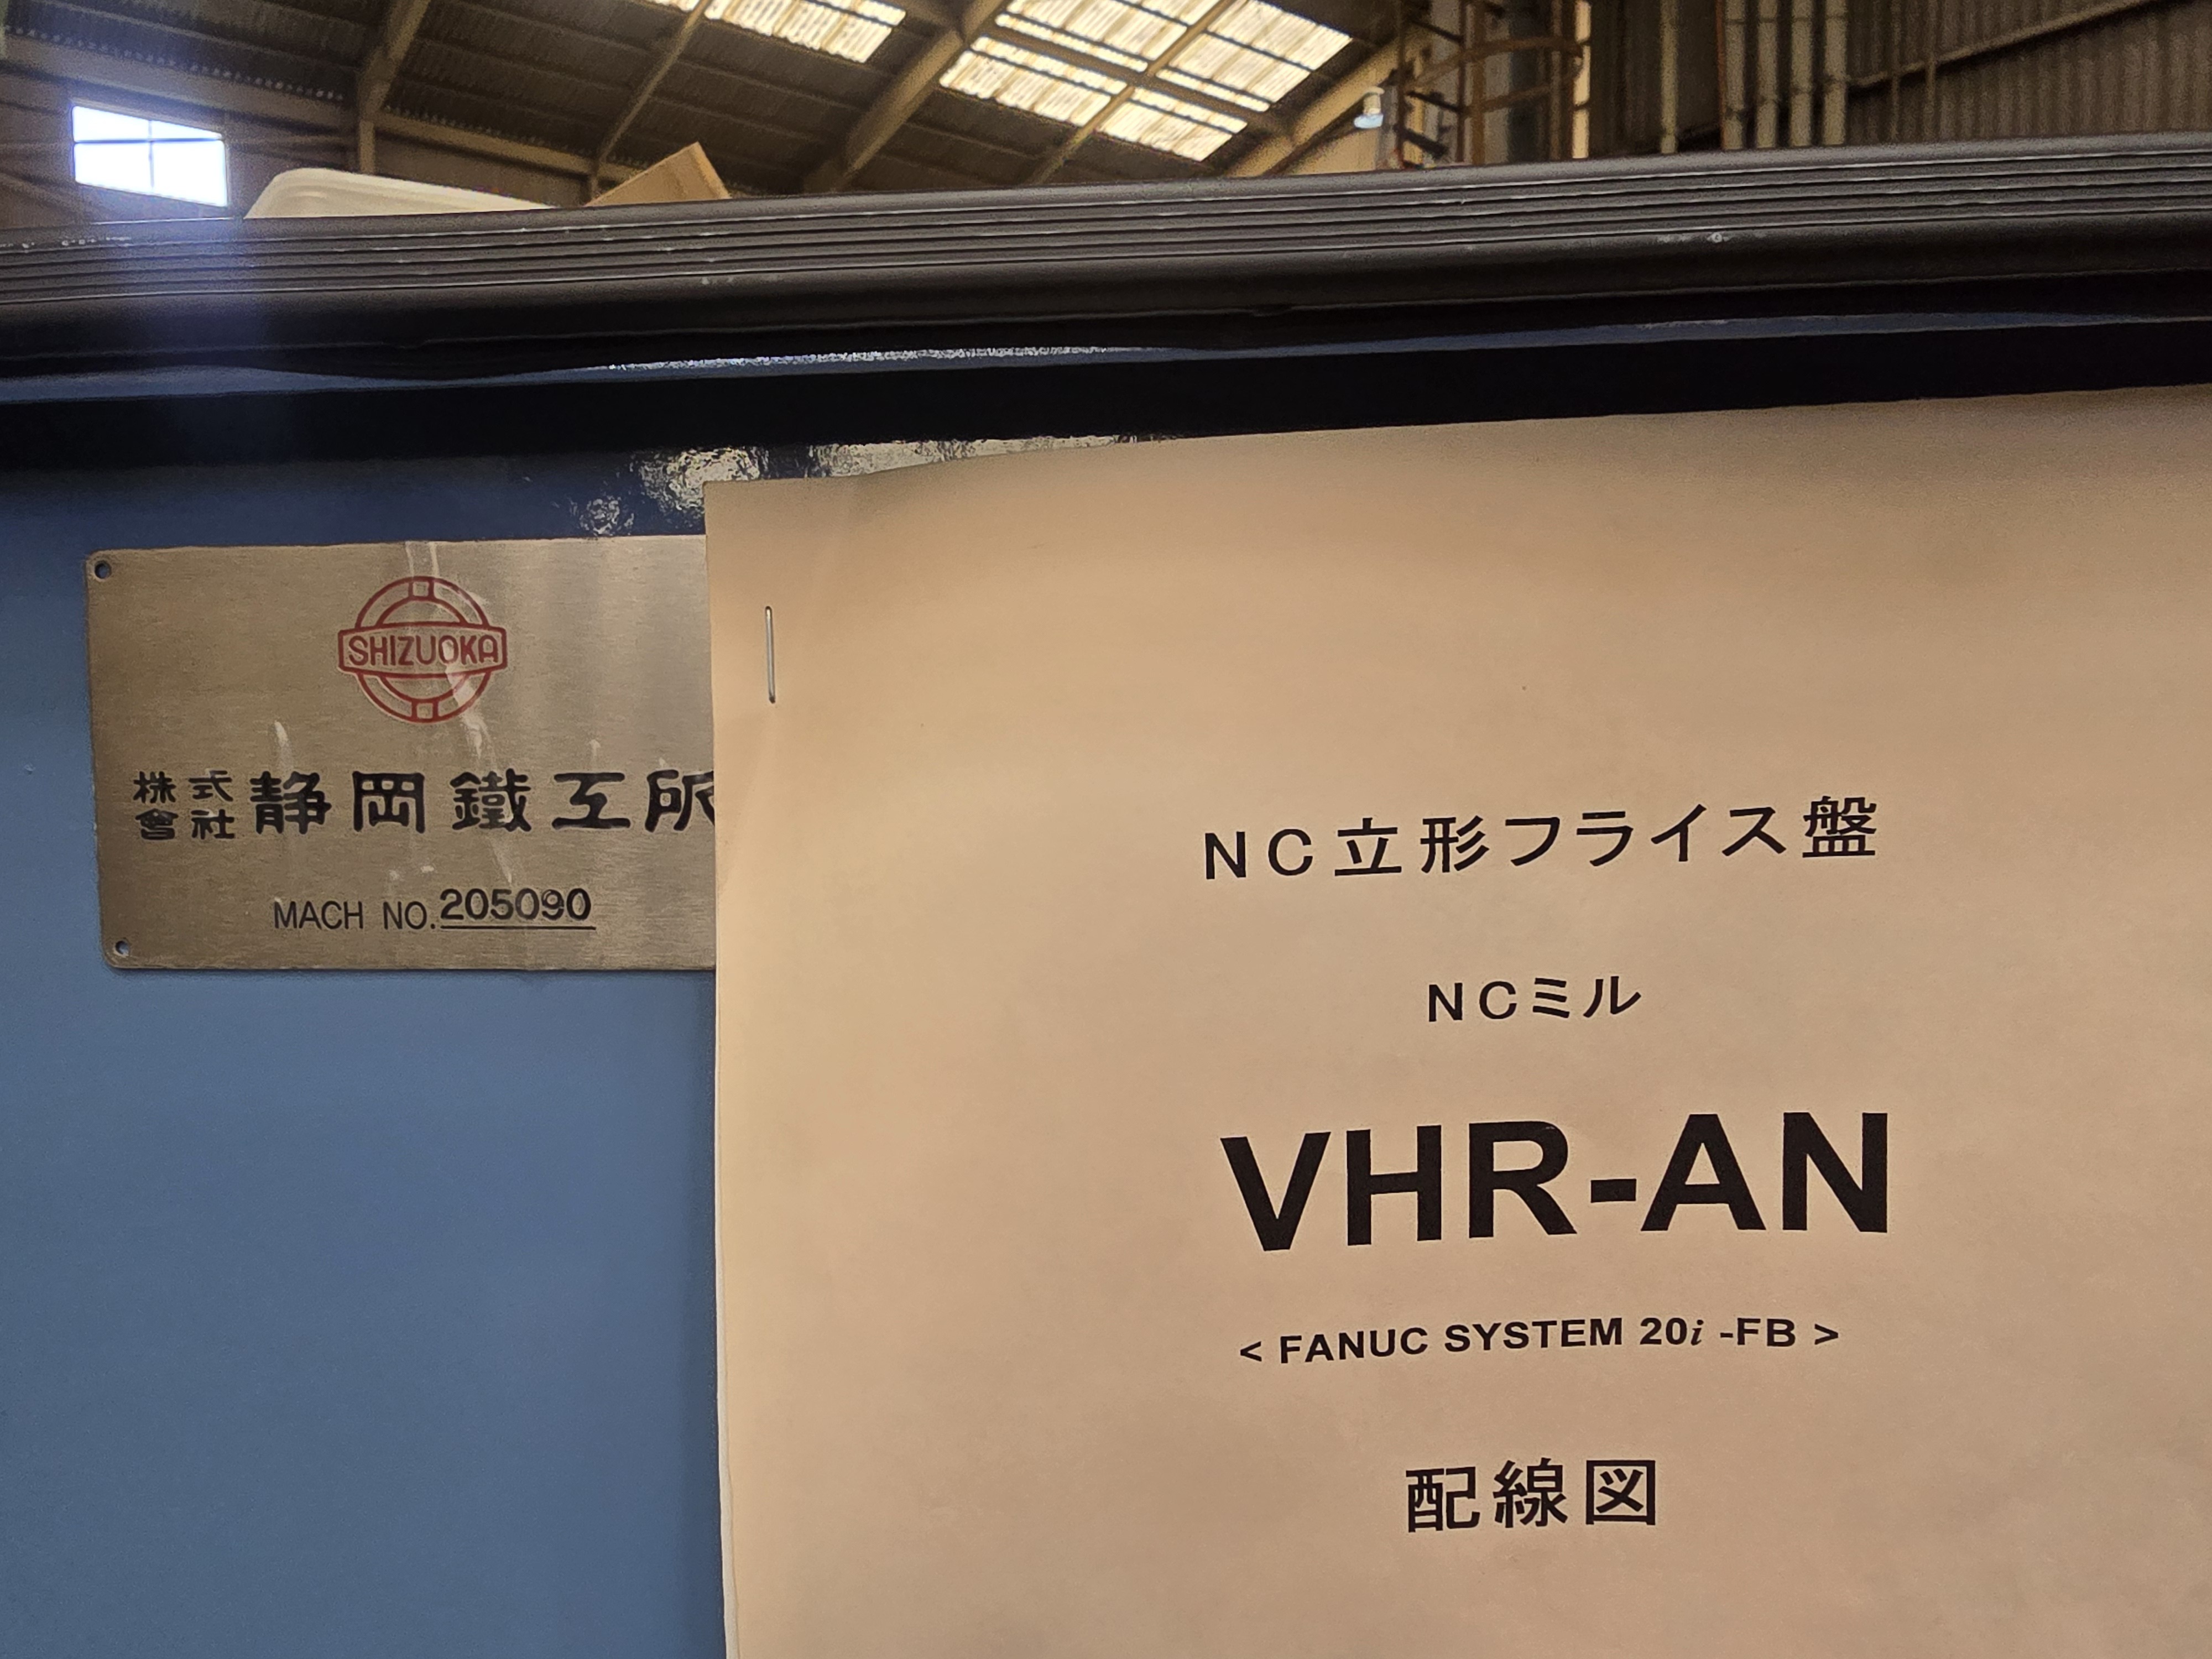 SHIZUOKA
株式會社 静岡鐵工所
MACH NO. 205090
NC立形フライス盤
NCミル
VHR-AN
< FANUC SYSTEM 20i -FB >
配線図